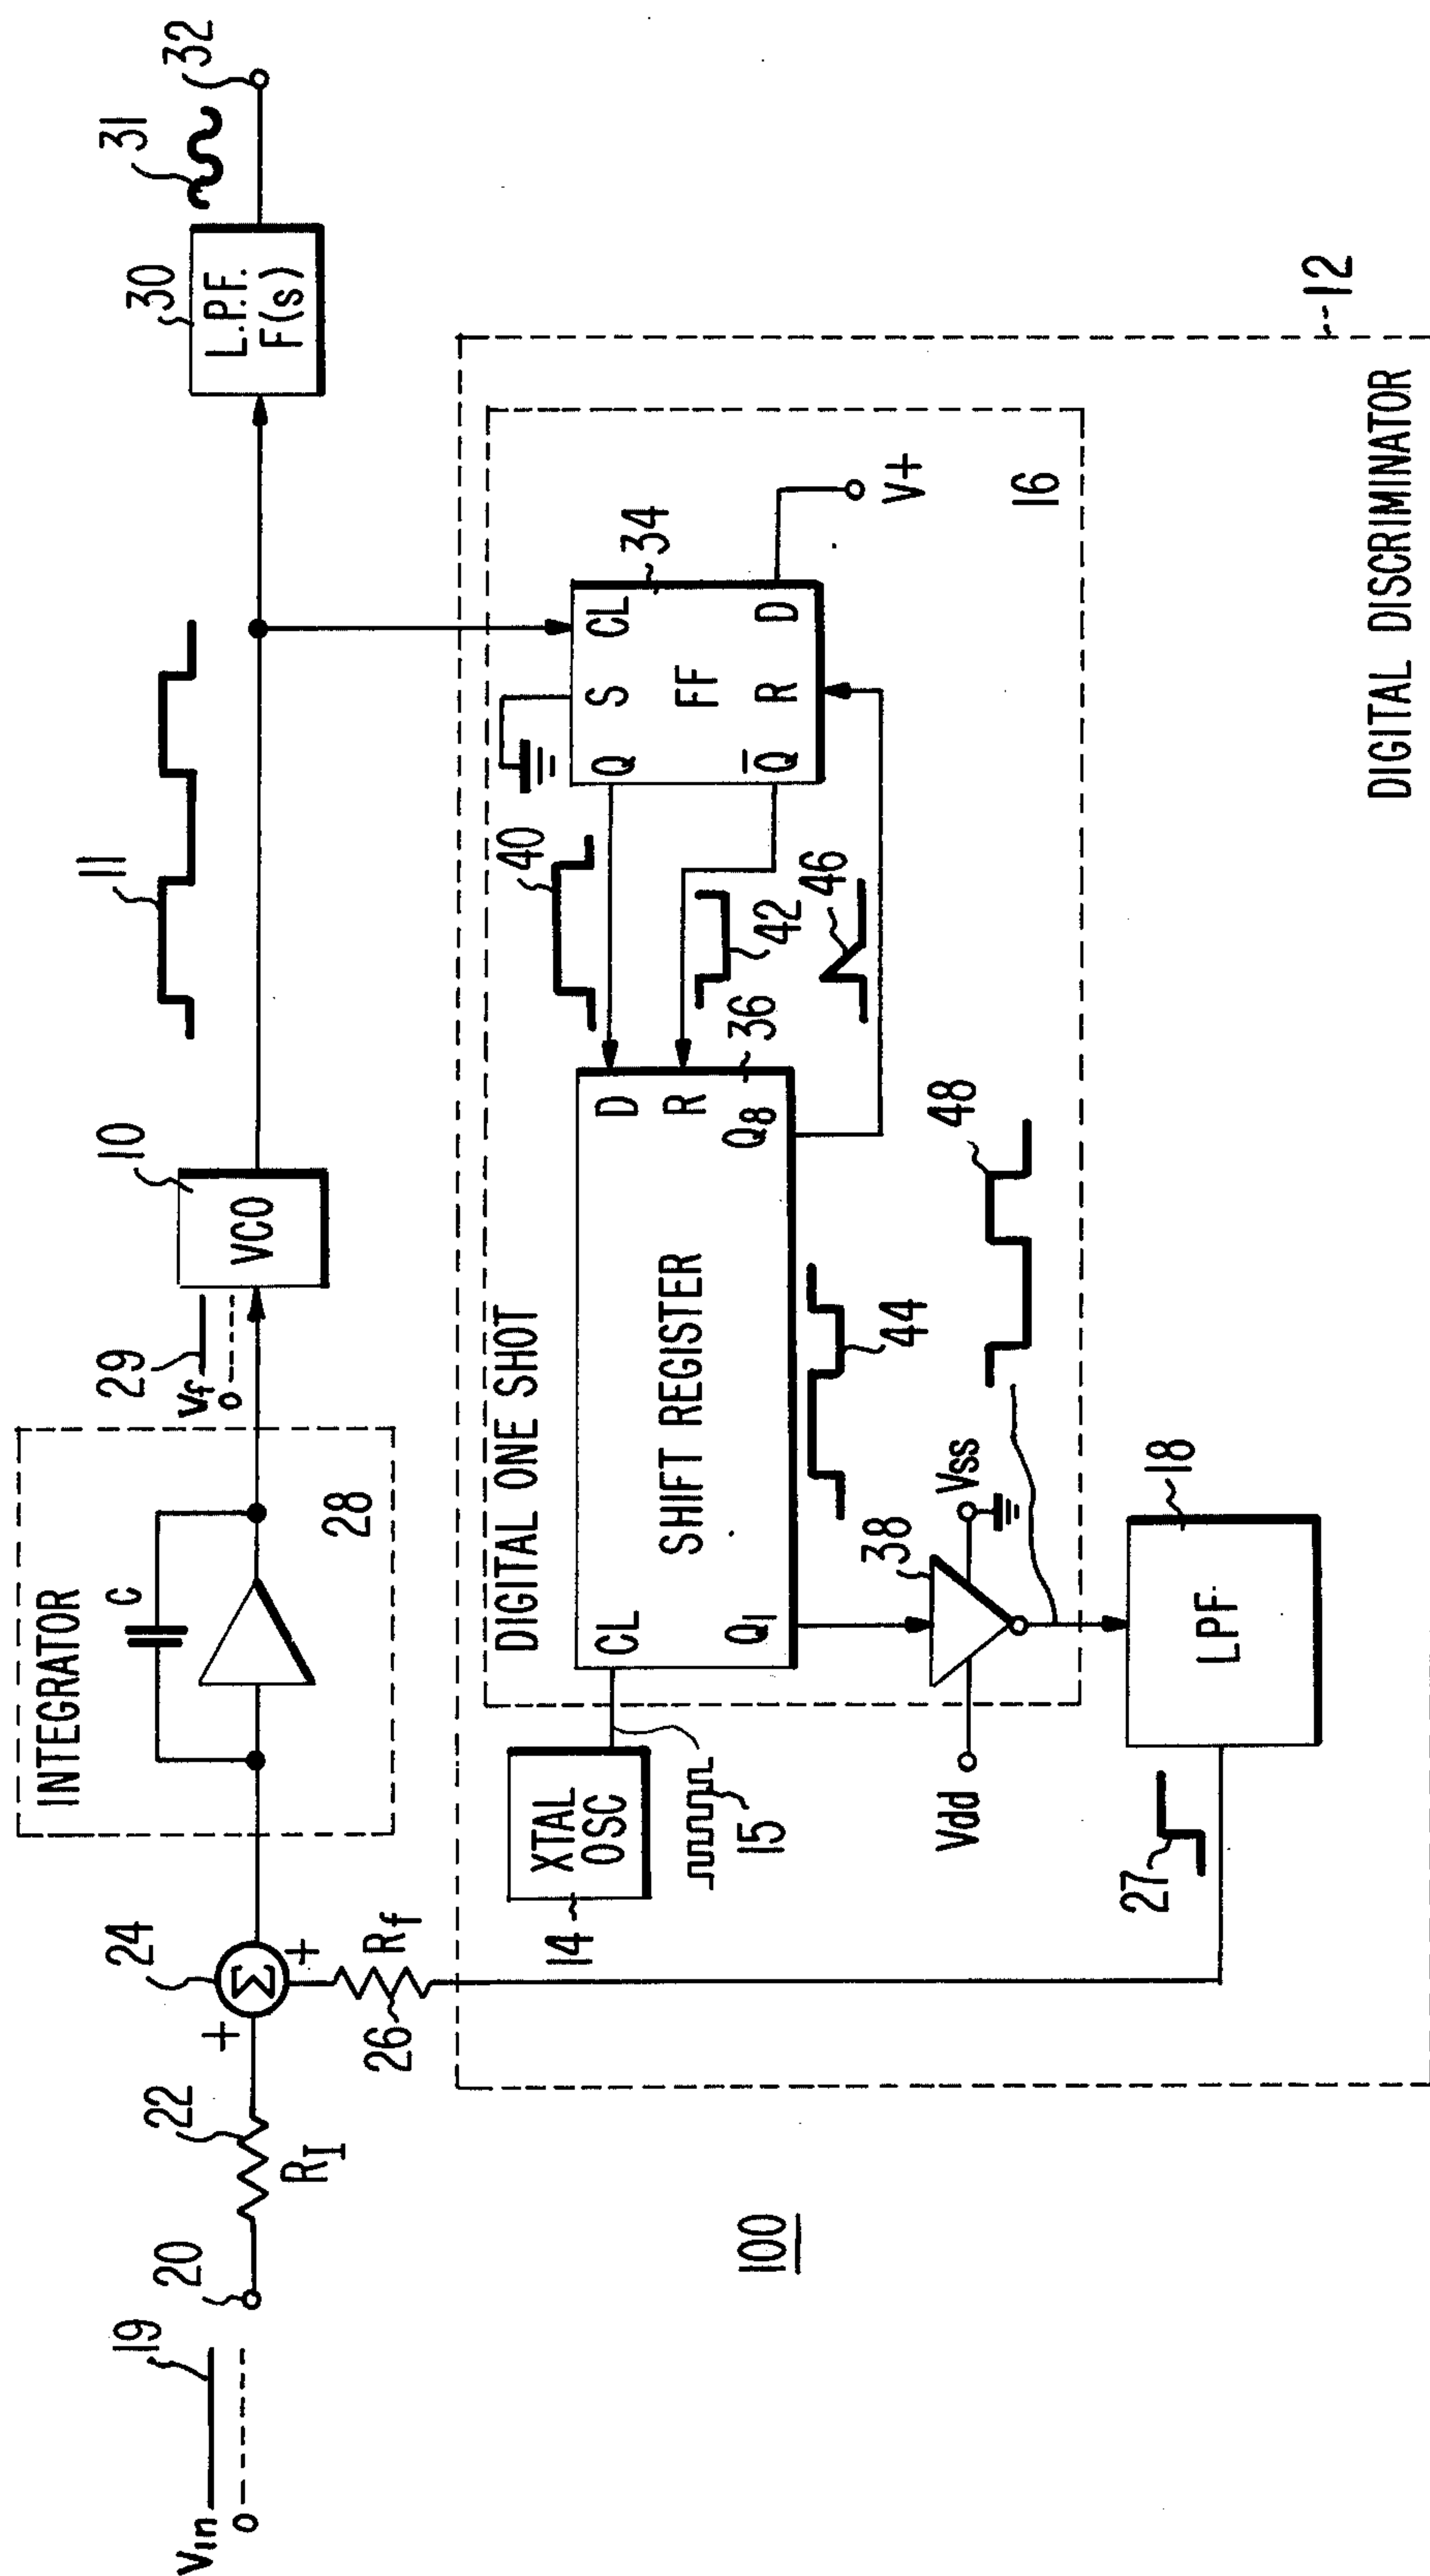 Vin
0
19
20
22
RI
+
24
Σ
+
Rf
26
INTEGRATOR
C
28
29
Vf
0
10
VCO
11
30
L.P.F.
F(s)
31
32
14
XTAL
OSC
15
DIGITAL ONE SHOT
CL
SHIFT REGISTER
D
R
36
Q1
Q8
40
42
44
46
Q
S
CL
FF
Q̅
R
D
34
V+
16
38
Vdd
Vss
48
27
LPF
18
12
DIGITAL DISCRIMINATOR
100